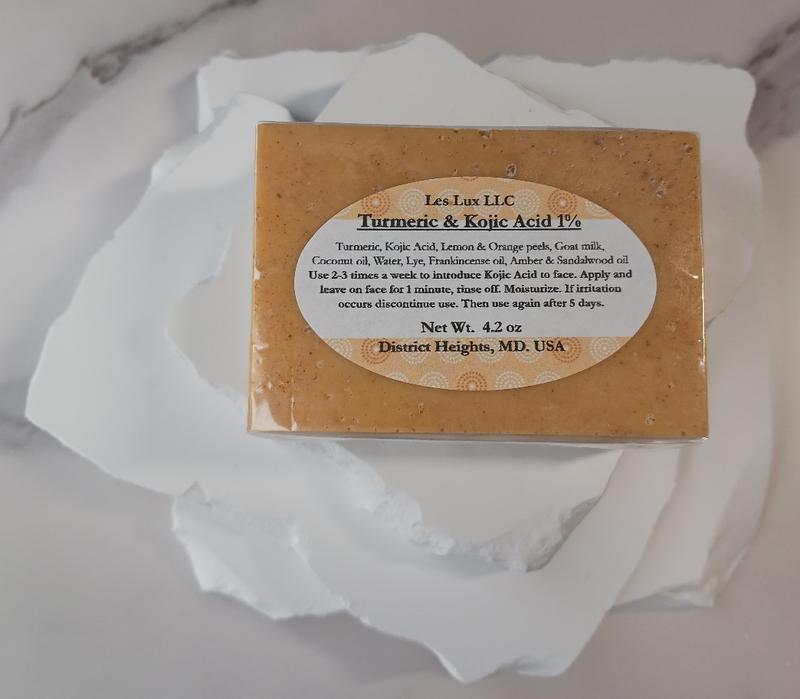 Les Lux LLC
Turmeric & Kojic Acid 1%
Turmeric, Kojic Acid, Lemon & Orange peels, Goat milk,
Coconut oil, Water, Lye, Frankincense oil, Amber & Sandalwood oil
Use 2-3 times a week to introduce Kojic Acid to face. Apply and
leave on face for 1 minute, rinse off. Moisturize. If irritation
occurs discontinue use. Then use again after 5 days.
Net Wt. 4.2 oz
District Heights, MD. USA